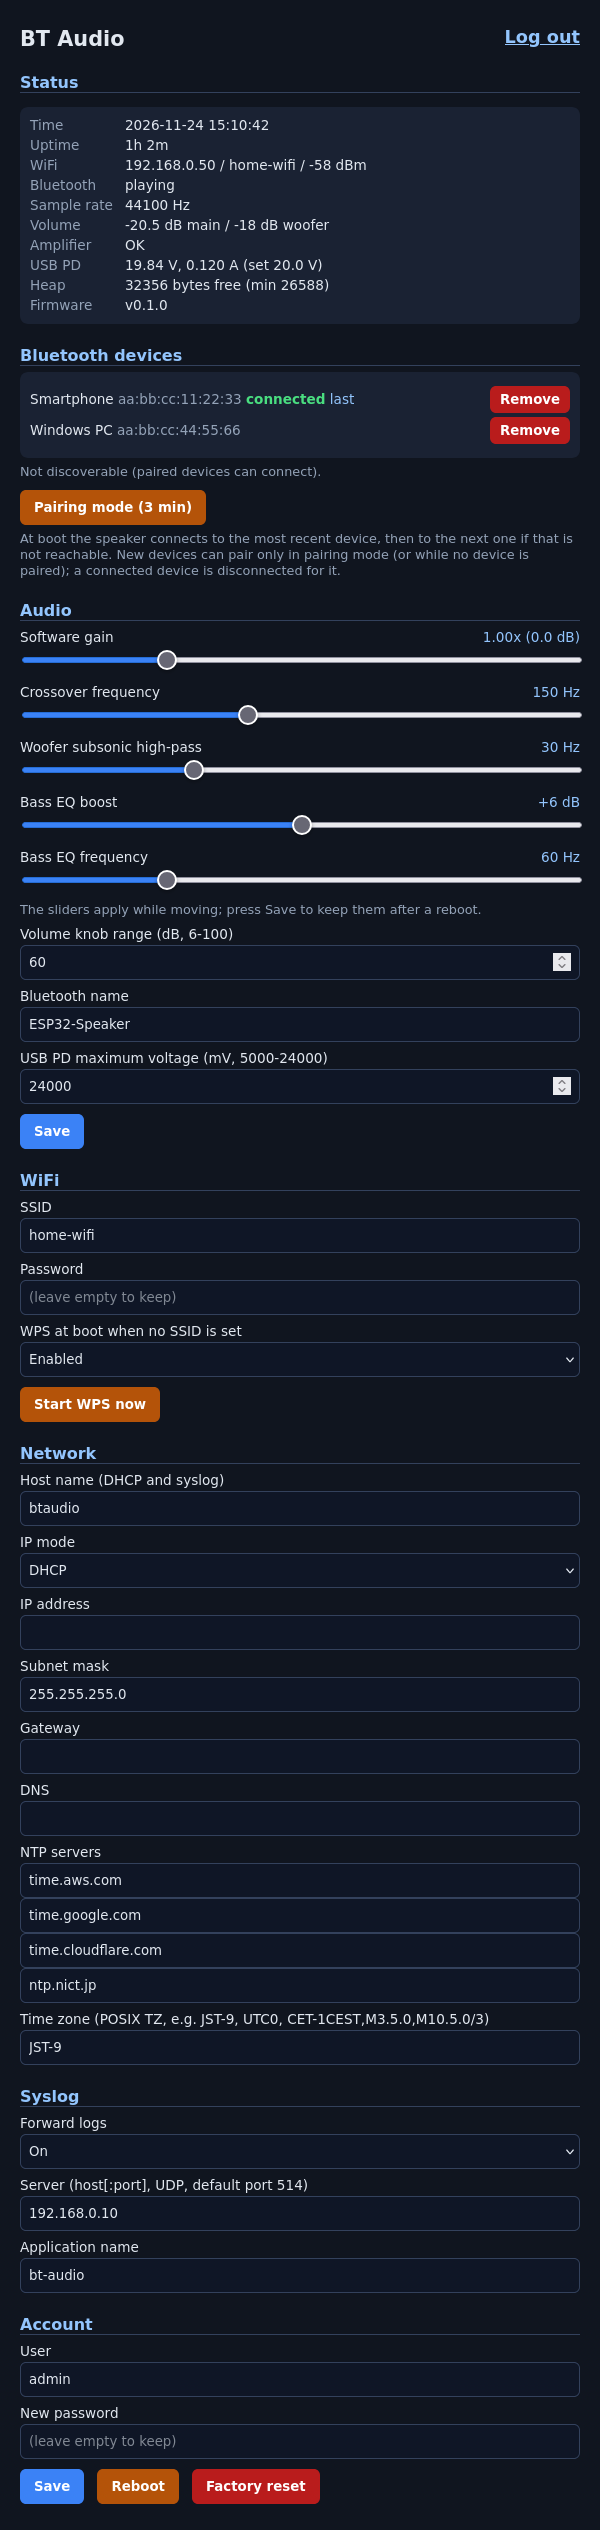 BT Audio
Log out
Status
Time 2026-11-24 15:10:42
Uptime 1h 2m
WiFi 192.168.0.50 / home-wifi / -58 dBm
Bluetooth playing
Sample rate 44100 Hz
Volume -20.5 dB main / -18 dB woofer
Amplifier OK
USB PD 19.84 V, 0.120 A (set 20.0 V)
Heap 32356 bytes free (min 26588)
Firmware v0.1.0
Bluetooth devices
Smartphone aa:bb:cc:11:22:33 connected last Remove
Windows PC aa:bb:cc:44:55:66 Remove
Not discoverable (paired devices can connect).
Pairing mode (3 min)
At boot the speaker connects to the most recent device, then to the next one if that is
not reachable. New devices can pair only in pairing mode (or while no device is
paired); a connected device is disconnected for it.
Audio
Software gain 1.00x (0.0 dB)
Crossover frequency 150 Hz
Woofer subsonic high-pass 30 Hz
Bass EQ boost +6 dB
Bass EQ frequency 60 Hz
The sliders apply while moving; press Save to keep them after a reboot.
Volume knob range (dB, 6-100)
60
Bluetooth name
ESP32-Speaker
USB PD maximum voltage (mV, 5000-24000)
24000
Save
WiFi
SSID
home-wifi
Password
(leave empty to keep)
WPS at boot when no SSID is set
Enabled
Start WPS now
Network
Host name (DHCP and syslog)
btaudio
IP mode
DHCP
IP address
Subnet mask
255.255.255.0
Gateway
DNS
NTP servers
time.aws.com
time.google.com
time.cloudflare.com
ntp.nict.jp
Time zone (POSIX TZ, e.g. JST-9, UTC0, CET-1CEST,M3.5.0,M10.5.0/3)
JST-9
Syslog
Forward logs
On
Server (host[:port], UDP, default port 514)
192.168.0.10
Application name
bt-audio
Account
User
admin
New password
(leave empty to keep)
Save Reboot Factory reset